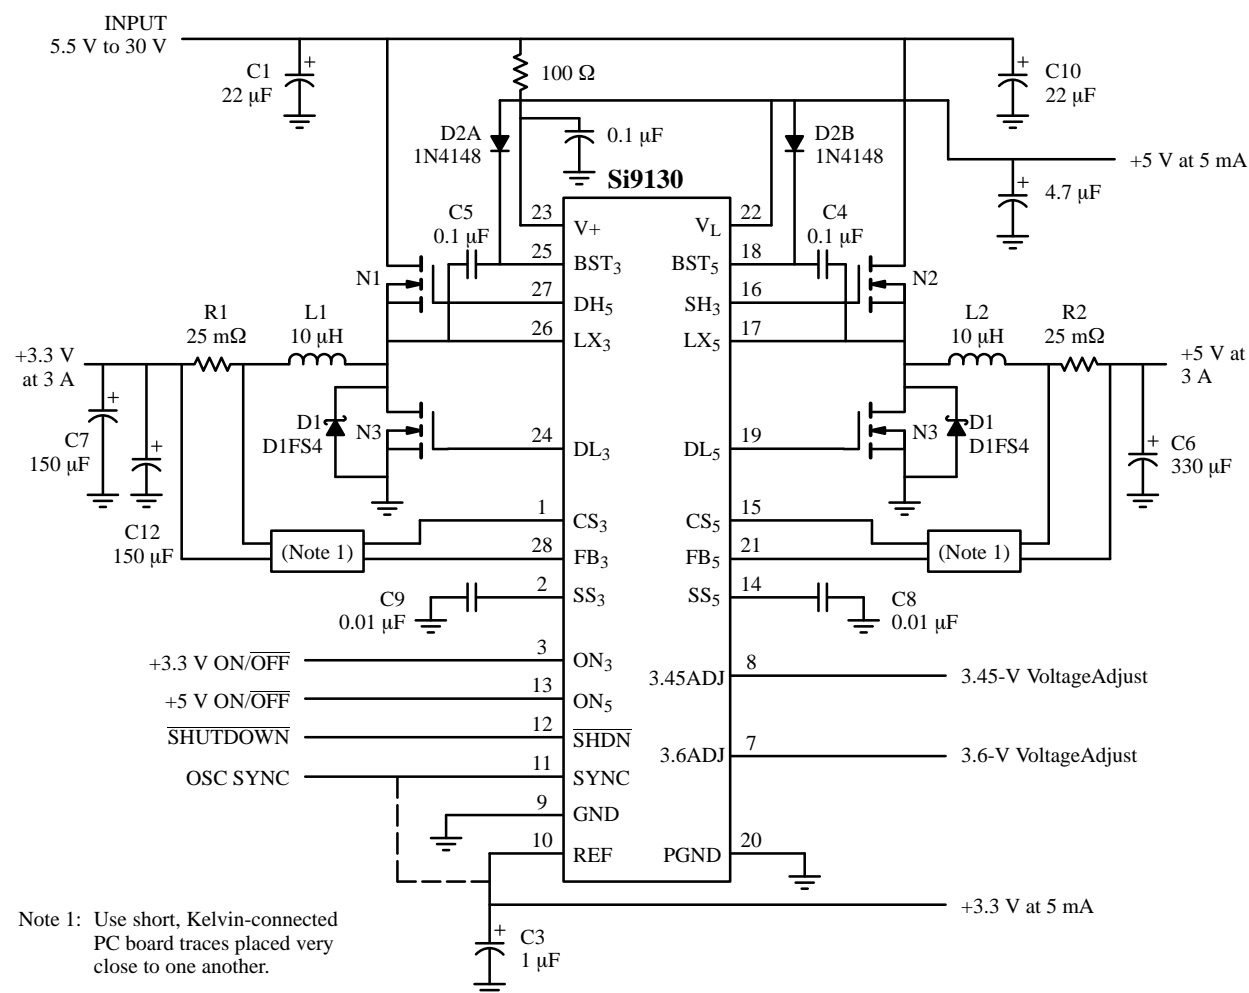 INPUT
5.5 V to 30 V
C1
22 µF
+
100 Ω
+
C10
22 µF
D2A
1N4148
+
0.1 µF
D2B
1N4148
+5 V at 5 mA
+
4.7 µF
Si9130
C5
0.1 µF
23
V+
22
VL
C4
0.1 µF
25
BST3
18
BST5
N1
27
DH5
16
SH3
N2
26
LX3
17
LX5
R1
25 mΩ
L1
10 µH
L2
10 µH
R2
25 mΩ
+3.3 V
at 3 A
+5 V at
3 A
+
C7
150 µF
+
C12
150 µF
D1
D1FS4
N3
24
DL3
19
DL5
N3
D1
D1FS4
+
C6
330 µF
1
CS3
15
CS5
(Note 1)
28
FB3
21
FB5
(Note 1)
2
SS3
14
SS5
C9
0.01 µF
C8
0.01 µF
+3.3 V ON/O̅F̅F̅
3
ON3
8
3.45ADJ
3.45-V VoltageAdjust
+5 V ON/O̅F̅F̅
13
ON5
S̅H̅U̅T̅D̅O̅W̅N̅
12
S̅H̅D̅N̅
7
3.6ADJ
3.6-V VoltageAdjust
OSC SYNC
11
SYNC
9
GND
10
REF
20
PGND
+3.3 V at 5 mA
+
C3
1 µF
Note 1: Use short, Kelvin-connected
PC board traces placed very
close to one another.